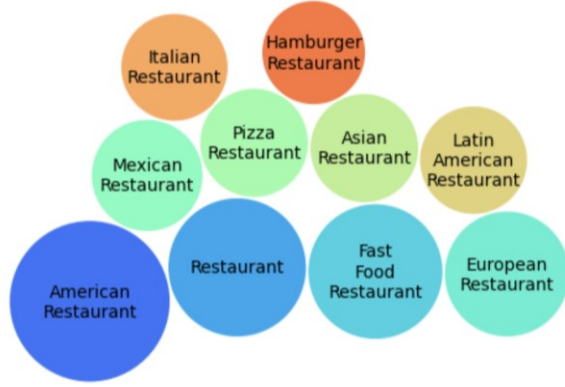 Italian
Restaurant
Hamburger
Restaurant
Mexican
Restaurant
Pizza
Restaurant
Asian
Restaurant
Latin
American
Restaurant
American
Restaurant
Restaurant
Fast
Food
Restaurant
European
Restaurant